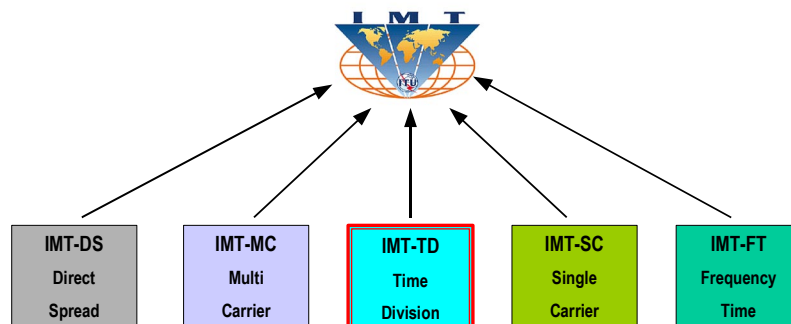 I M T
ITU
IMT-DS
Direct
Spread
IMT-MC
Multi
Carrier
IMT-TD
Time
Division
IMT-SC
Single
Carrier
IMT-FT
Frequency
Time